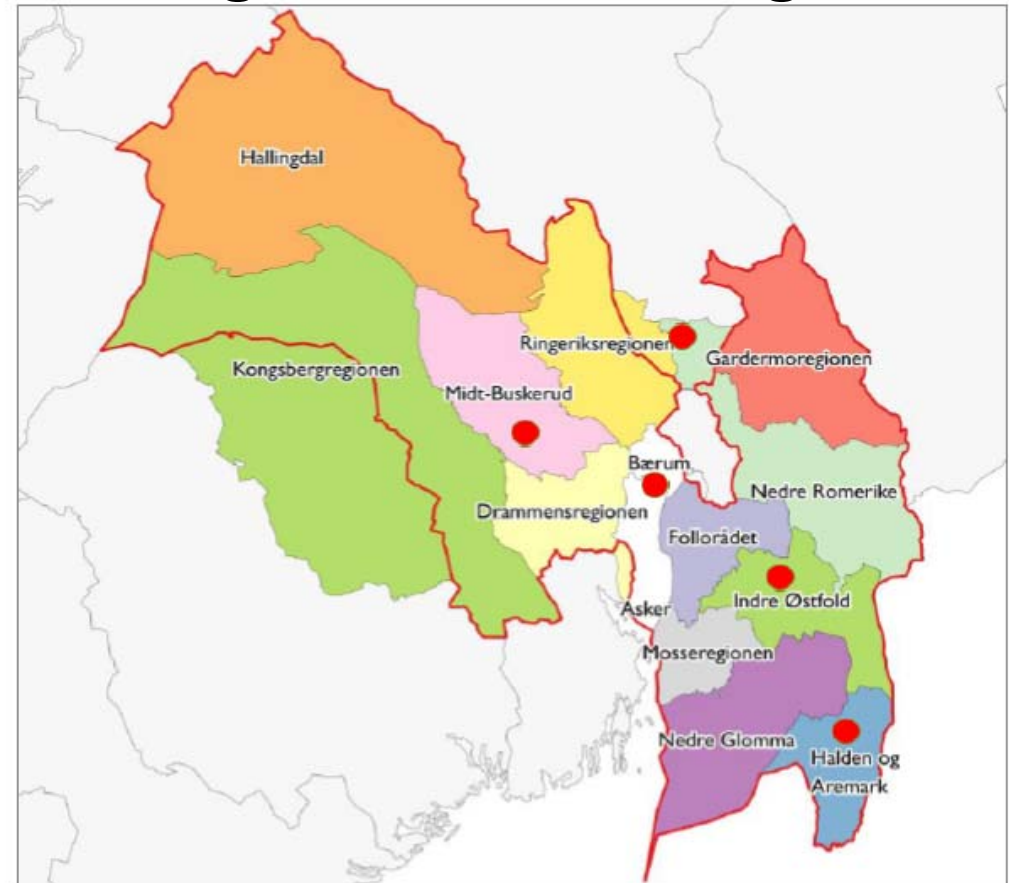 Hallingdal
Ringeriksregionen
Gardermoregionen
Kongsbergregionen
Midt-Buskerud
Bærum
Nedre Romerike
Drammensregionen
Follorådet
Indre Østfold
Asker
Mosseregionen
Nedre Glomma
Halden og
Aremark